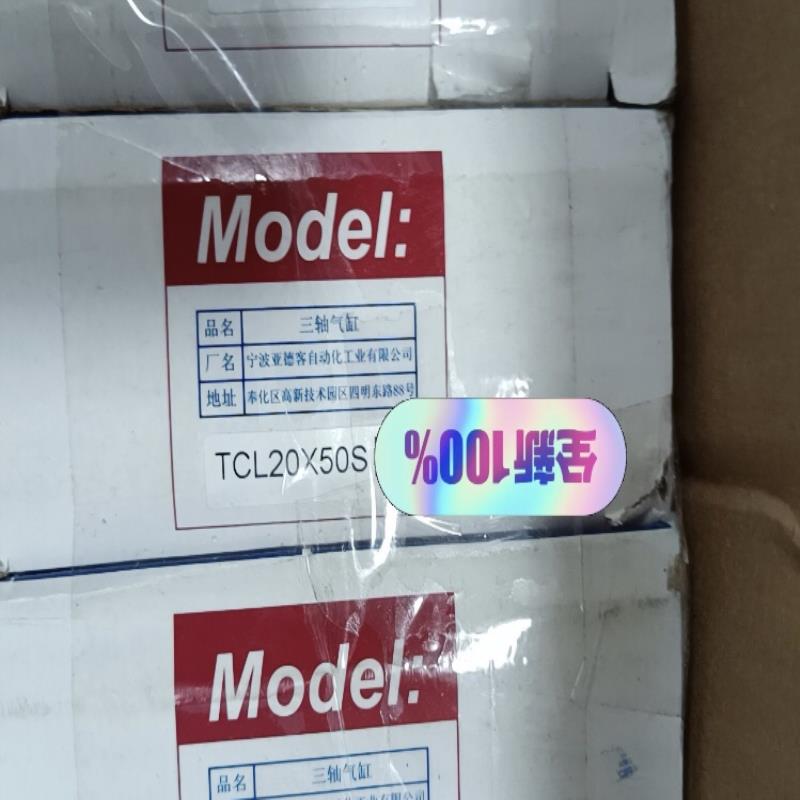 Model:
品名 三轴气缸
厂名 宁波亚德客自动化工业有限公司
地址 奉化区高新技术园区四明东路88号
TCL20X50S
全新100%
Model:
品名 三轴气缸